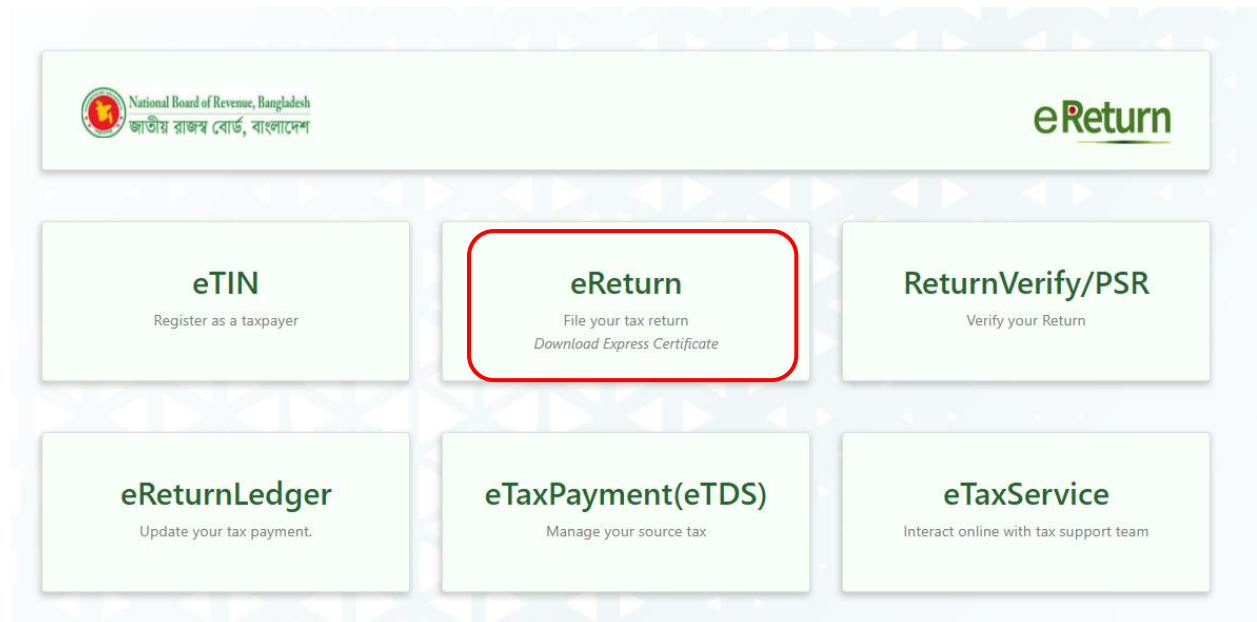 National Board of Revenue, Bangladesh
জাতীয় রাজস্ব বোর্ড, বাংলাদেশ
eReturn
eTIN
Register as a taxpayer
eReturn
File your tax return
Download Express Certificate
ReturnVerify/PSR
Verify your Return
eReturnLedger
Update your tax payment.
eTaxPayment(eTDS)
Manage your source tax
eTaxService
Interact online with tax support team